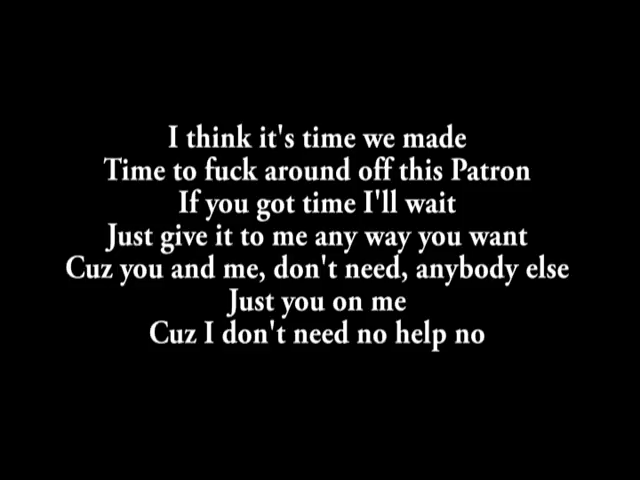 I think it's time we made
Time to fuck around off this Patron
If you got time I'll wait
Just give it to me any way you want
Cuz you and me, don't need, anybody else
Just you on me
Cuz I don't need no help no